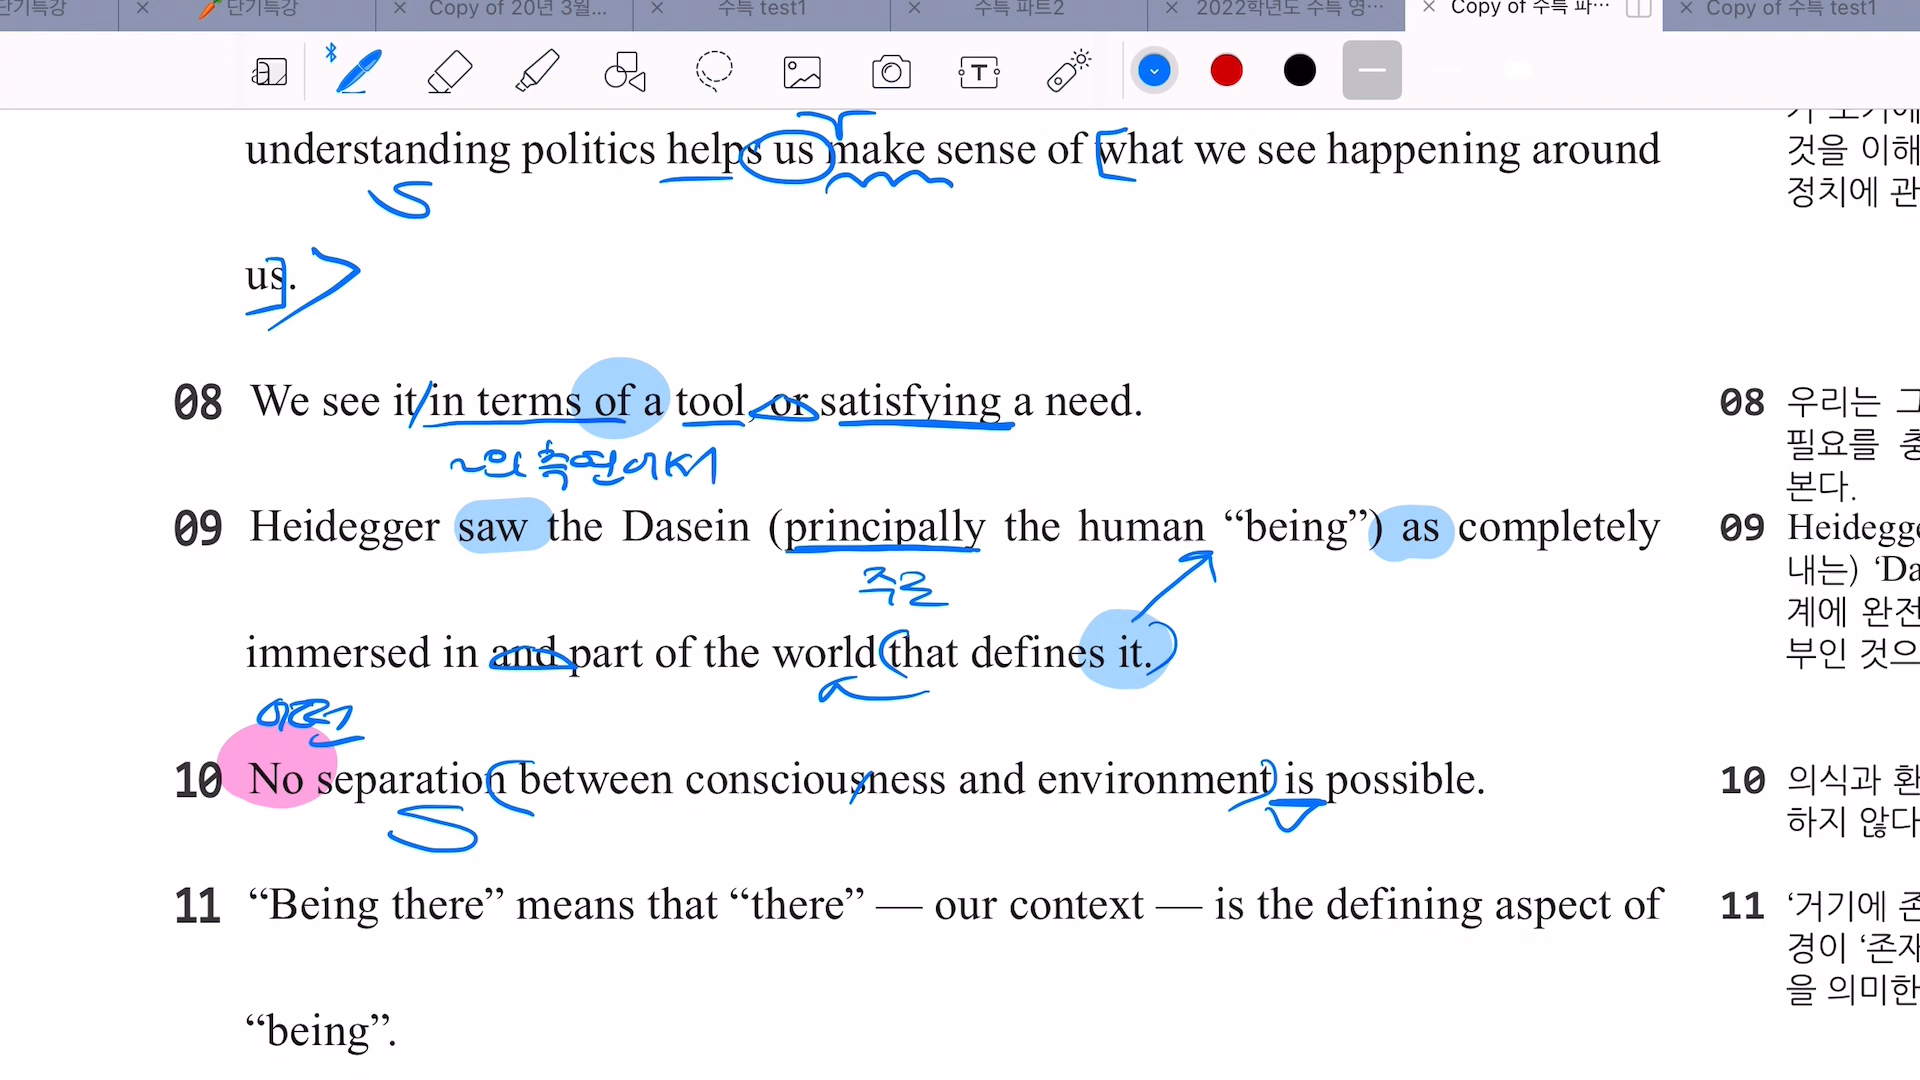 단기특강
단기특강
Copy of 20년 3월...
수특 test1
수특 파트2
2022학년도 수특 영...
Copy of 수특 파...
Copy of 수특 test1
understanding politics helps us make sense of what we see happening around
것을 이해
정치에 관
S
us.
08 We see it in terms of a tool, or satisfying a need.
08 우리는 그
필요를 충
본다.
~의 측면에서
09 Heidegger saw the Dasein (principally the human “being”) as completely
09 Heidegge
내는) ‘Da
계에 완전
부인 것으
주로
immersed in and part of the world that defines it.
10 No separation between consciousness and environment is possible.
10 의식과 환
하지 않다
S
11 “Being there” means that “there” — our context — is the defining aspect of
11 ‘거기에 존
경이 ‘존재
을 의미한
“being”.